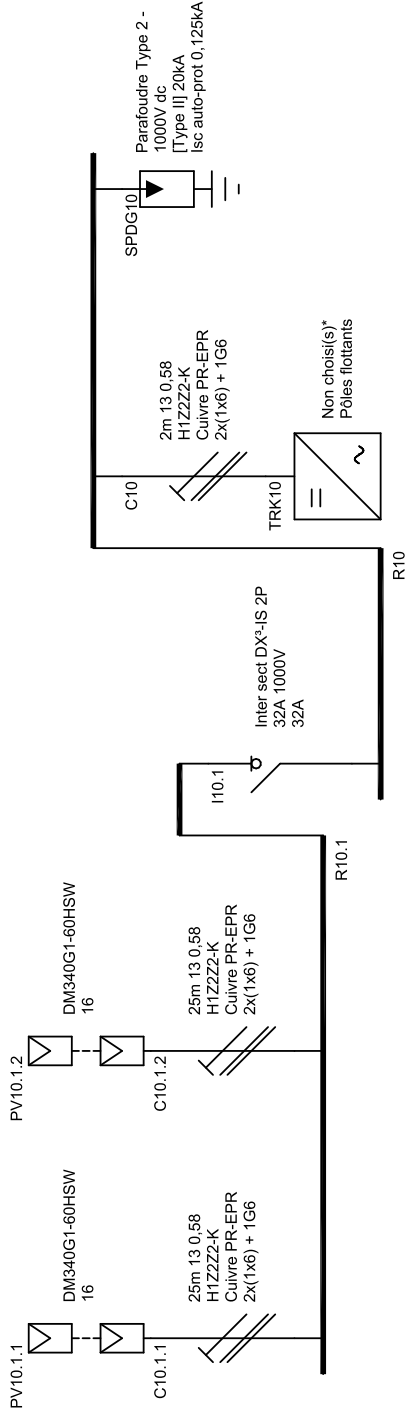 PV10.1.1
DM340G1-60HSW
16
C10.1.1
25m 13 0,58
H1Z2Z2-K
Cuivre PR-EPR
2x(1x6) + 1G6
PV10.1.2
DM340G1-60HSW
16
C10.1.2
25m 13 0,58
H1Z2Z2-K
Cuivre PR-EPR
2x(1x6) + 1G6
R10.1
I10.1
Inter sect DX³-IS 2P
32A 1000V
32A
R10
C10
2m 13 0,58
H1Z2Z2-K
Cuivre PR-EPR
2x(1x6) + 1G6
TRK10
Non choisi(s)*
Pôles flottants
SPDG10
Parafoudre Type 2 -
1000V dc
[Type II] 20kA
Isc auto-prot 0,125kA